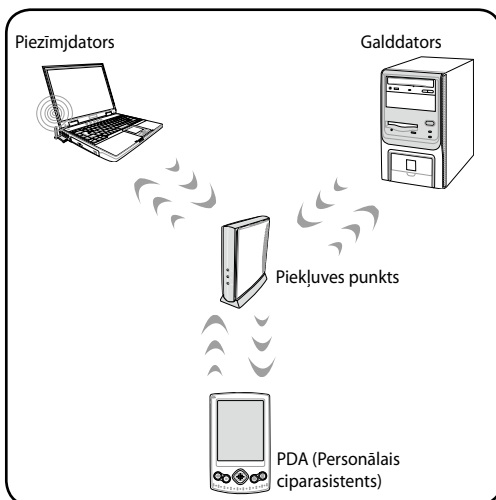 Piezīmjdators
Galddators
Piekļuves punkts
PDA (Personālais
ciparasistents)